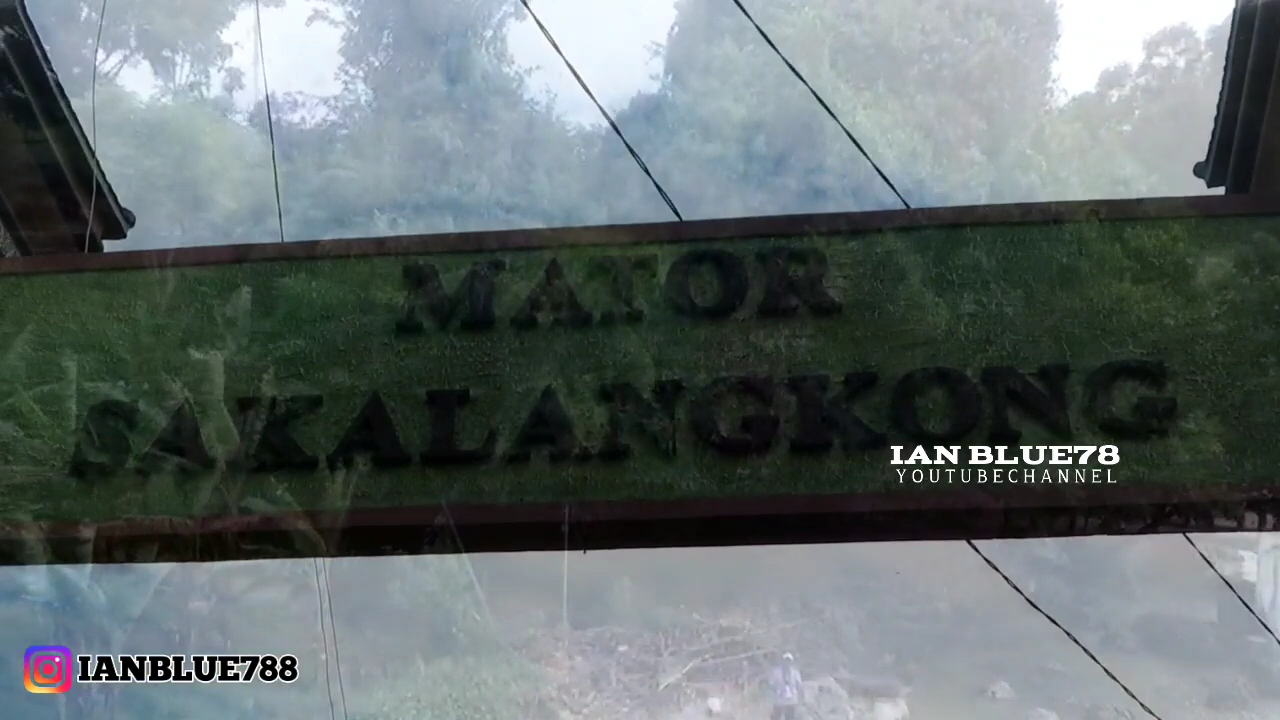 MATOR
SAKALANGKONG
IAN BLUE78
YOUTUBECHANNEL
IANBLUE788